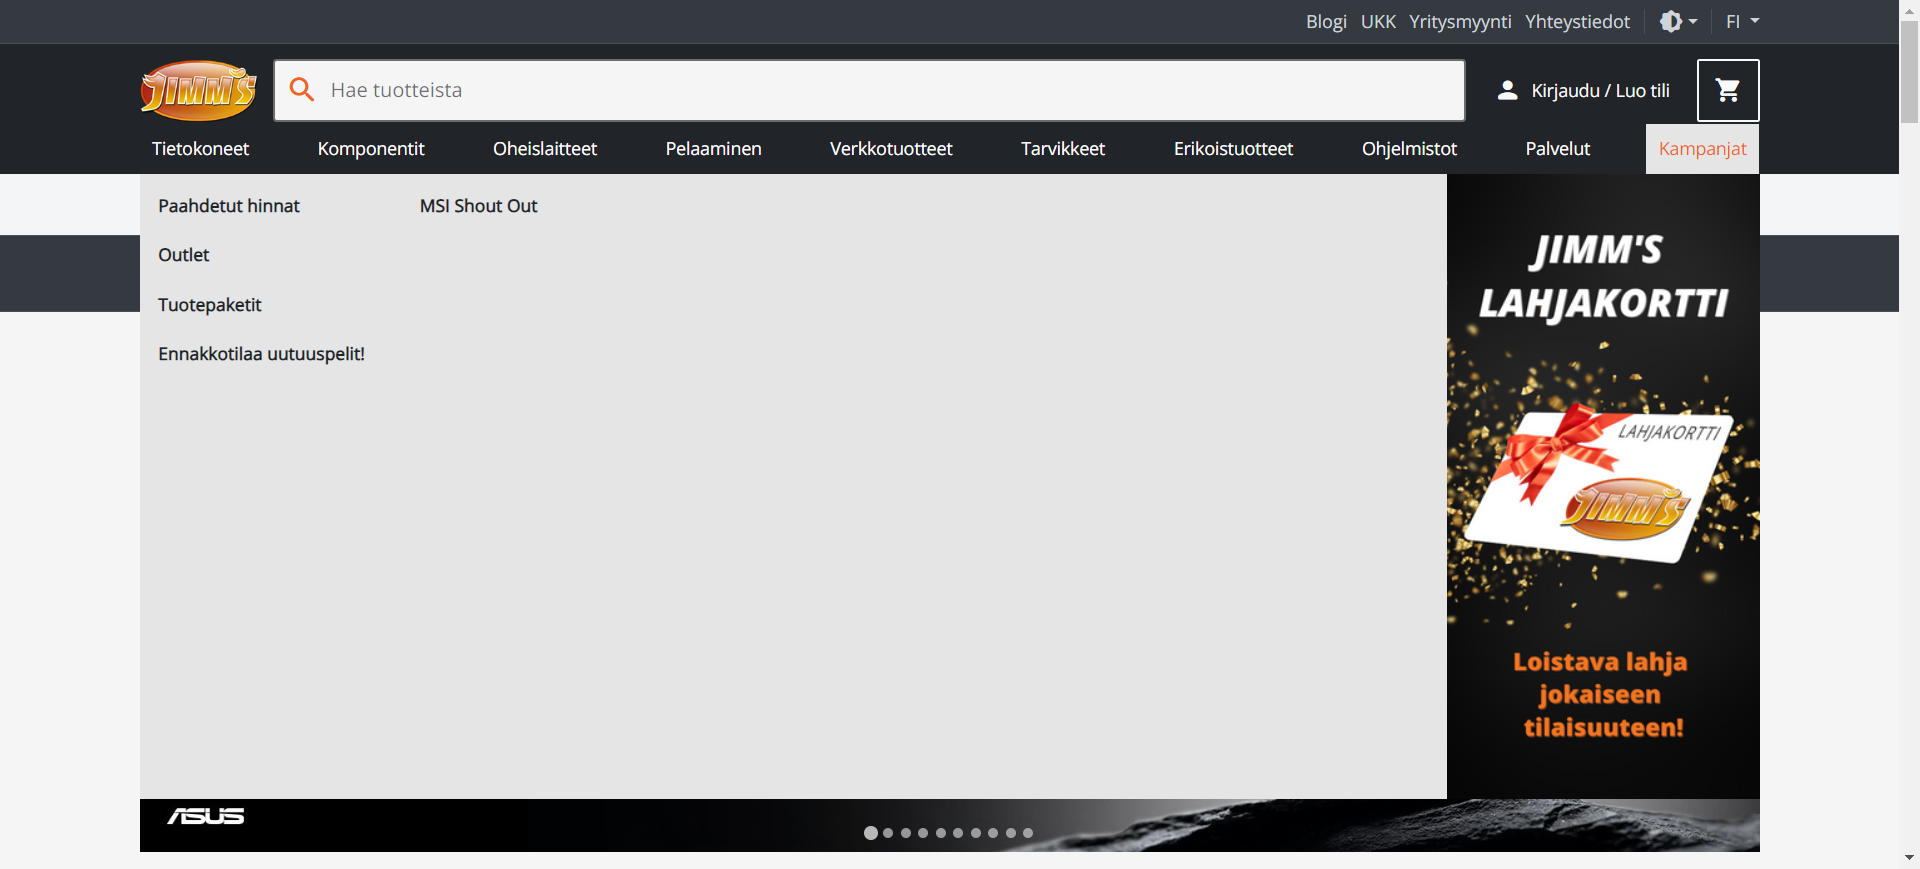 Blogi UKK Yritysmyynti Yhteystiedot FI
JIMM'S Hae tuotteista Kirjaudu / Luo tili
Tietokoneet Komponentit Oheislaitteet Pelaaminen Verkkotuotteet Tarvikkeet Erikoistuotteet Ohjelmistot Palvelut Kampanjat
Paahdetut hinnat MSI Shout Out
Outlet
Tuotepaketit
Ennakkotilaa uutuuspelit!
JIMM'S
LAHJAKORTTI
LAHJAKORTTI
JIMM'S
Loistava lahja
jokaiseen
tilaisuuteen!
ASUS